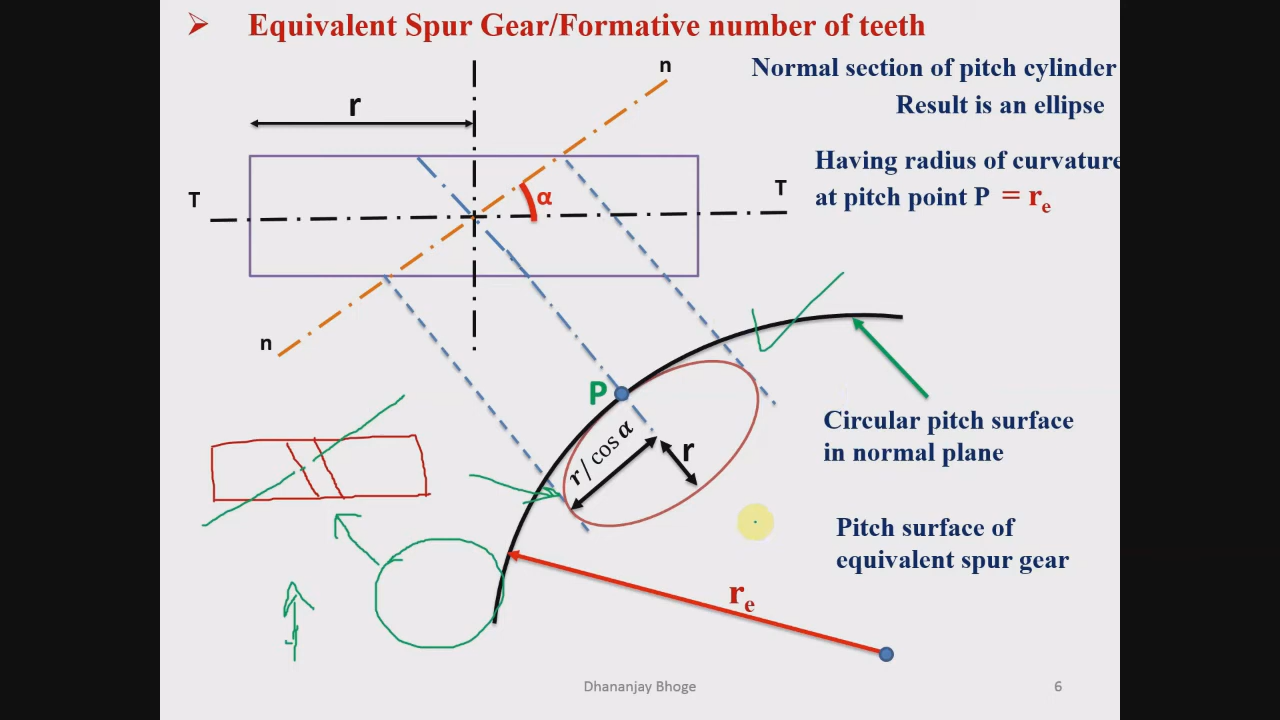 Equivalent Spur Gear/Formative number of teeth
n
Normal section of pitch cylinder
Result is an ellipse
r
Having radius of curvature
at pitch point P = re
T
α
T
n
P
r / cos α
r
Circular pitch surface
in normal plane
Pitch surface of
equivalent spur gear
re
Dhananjay Bhoge
6